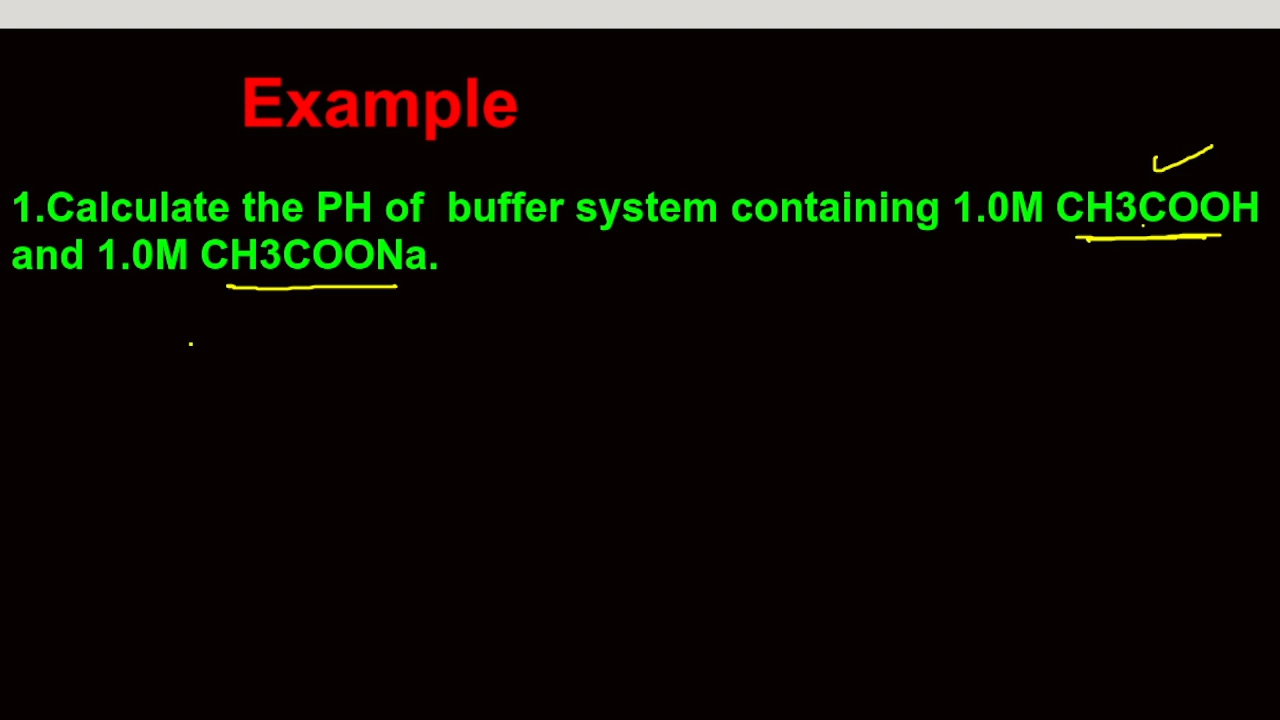 Example
1.Calculate the PH of  buffer system containing 1.0M CH3COOH
and 1.0M CH3COONa.